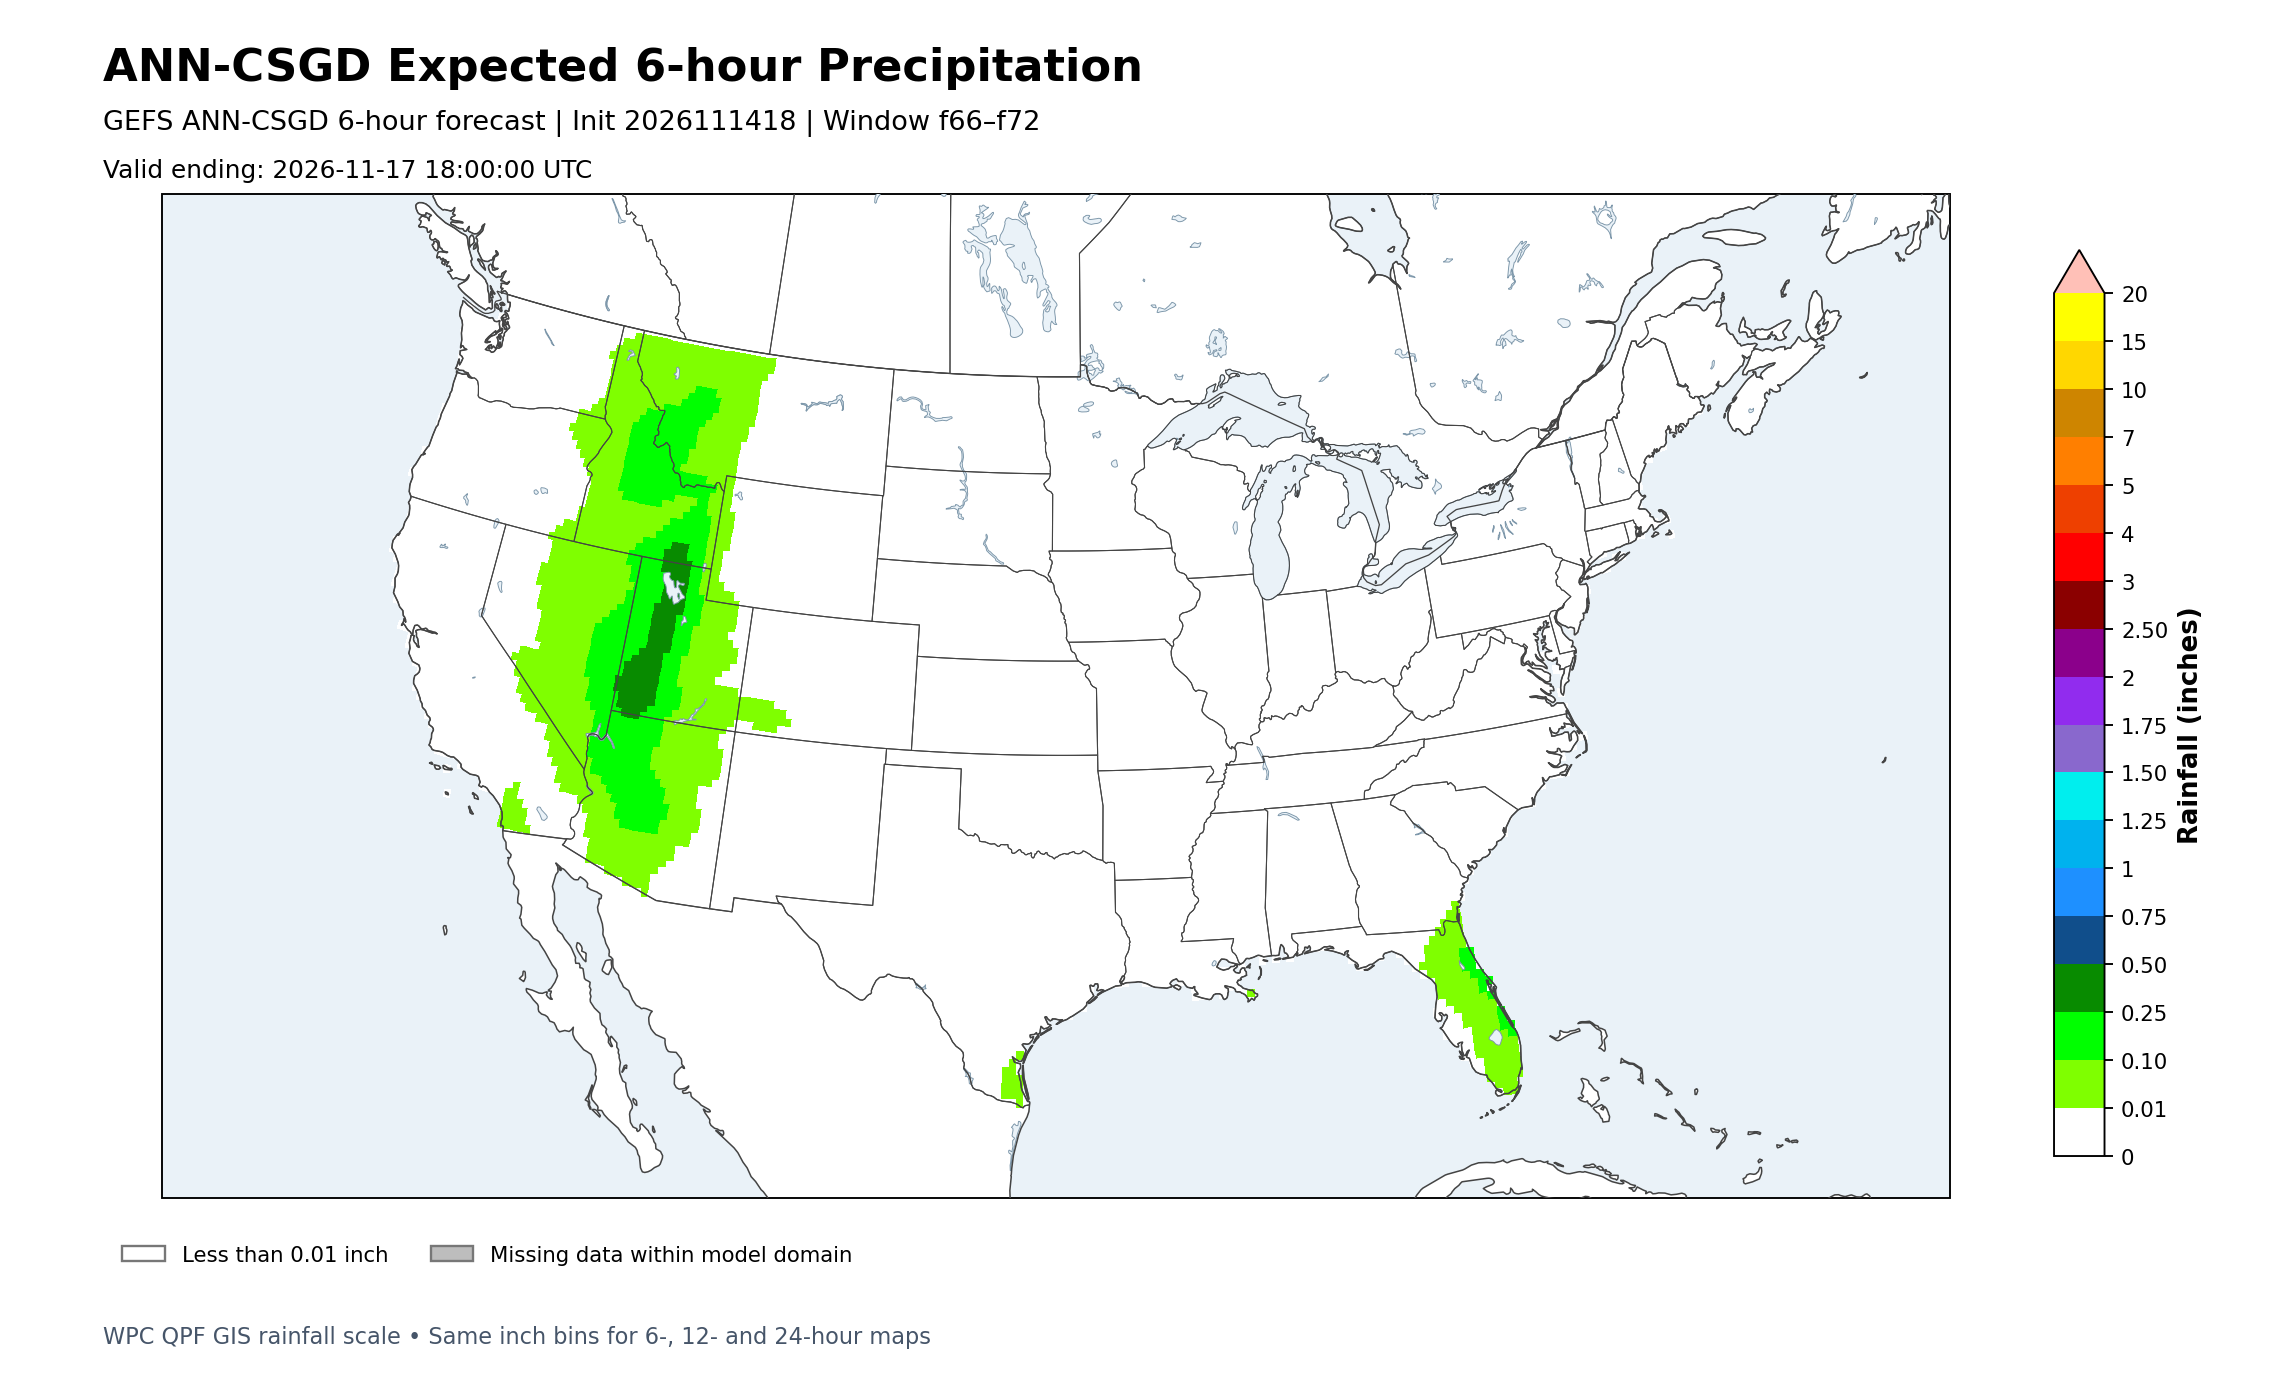 ANN-CSGD Expected 6-hour Precipitation
GEFS ANN-CSGD 6-hour forecast | Init 2026111418 | Window f66–f72
Valid ending: 2026-11-17 18:00:00 UTC
20
15
10
7
5
4
3
2.50
2
1.75
1.50
1.25
1
0.75
0.50
0.25
0.10
0.01
0
Rainfall (inches)
Less than 0.01 inch
Missing data within model domain
WPC QPF GIS rainfall scale • Same inch bins for 6-, 12- and 24-hour maps